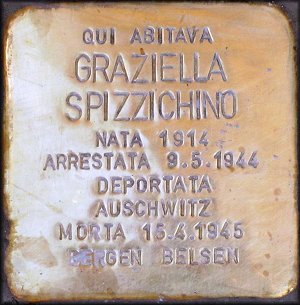 QUI ABITAVA
GRAZIELLA
SPIZZICHINO
NATA 1914
ARRESTATA 9.5.1944
DEPORTATA
AUSCHWITZ
MORTA 15.4.1945
BERGEN BELSEN